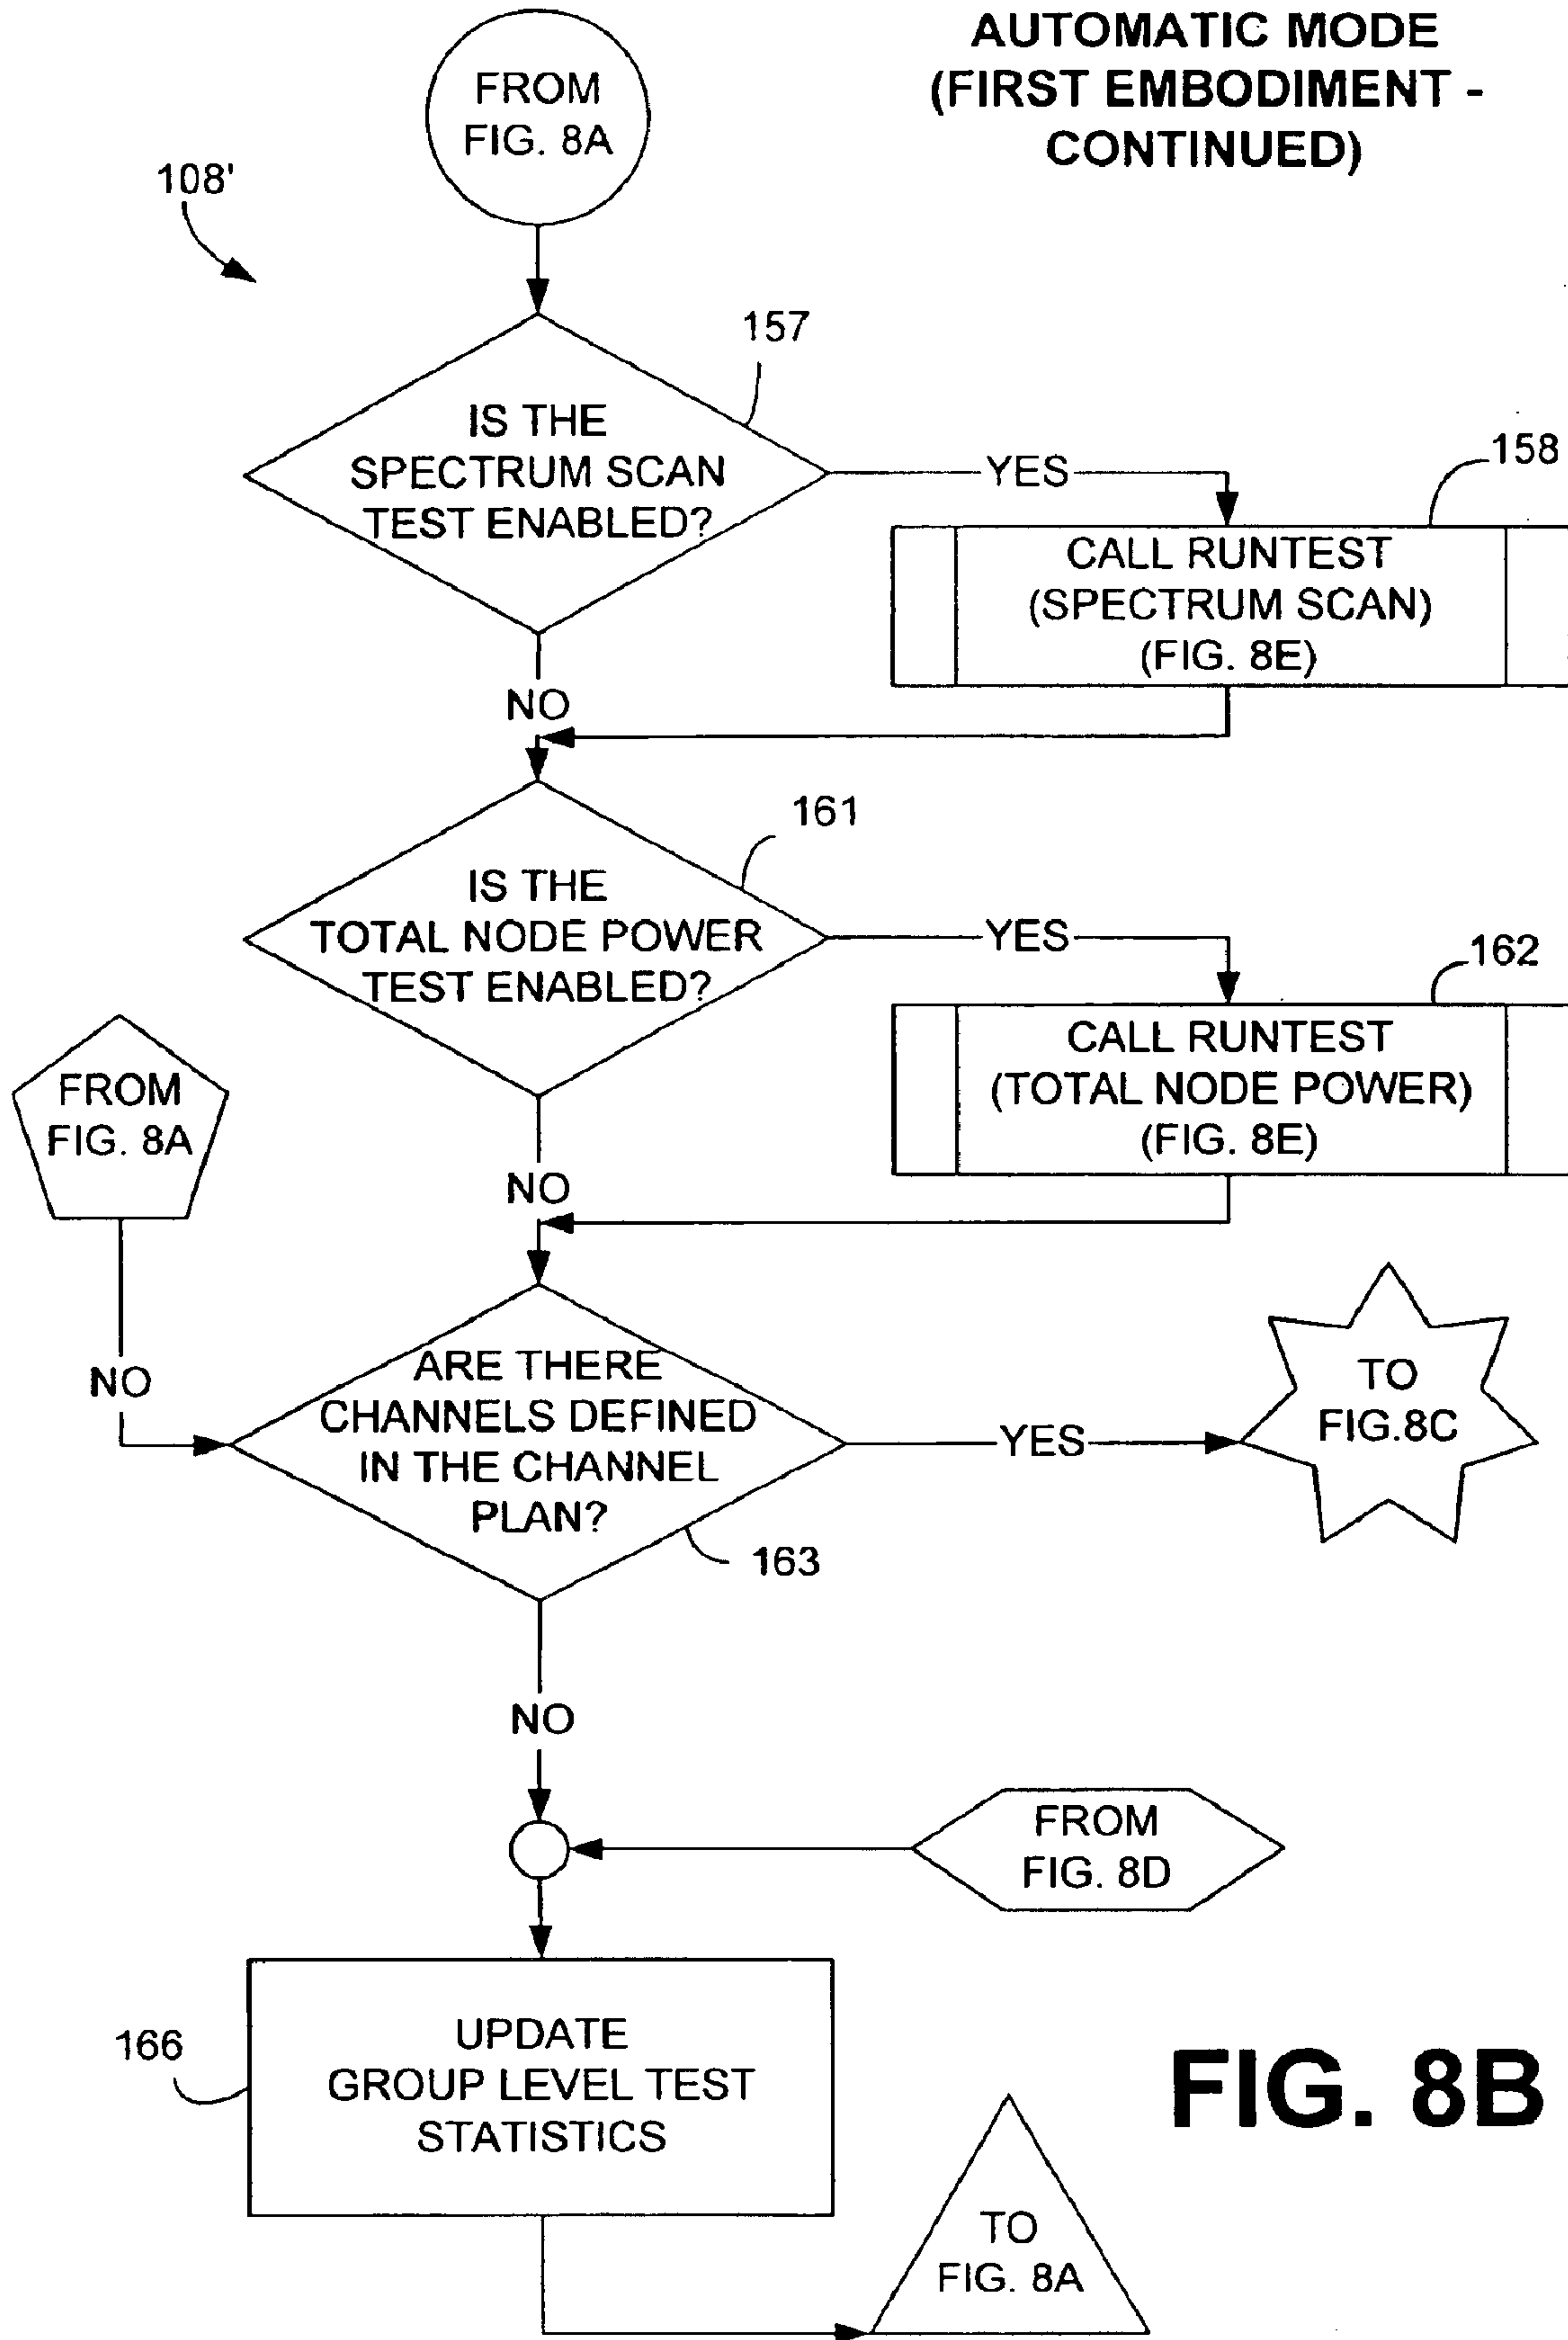 AUTOMATIC MODE
(FIRST EMBODIMENT -
CONTINUED)
FROM
FIG. 8A
108'
157
IS THE
SPECTRUM SCAN
TEST ENABLED?
YES
158
CALL RUNTEST
(SPECTRUM SCAN)
(FIG. 8E)
NO
161
IS THE
TOTAL NODE POWER
TEST ENABLED?
YES
162
CALL RUNTEST
(TOTAL NODE POWER)
(FIG. 8E)
NO
FROM
FIG. 8A
NO
ARE THERE
CHANNELS DEFINED
IN THE CHANNEL
PLAN?
163
YES
TO
FIG.8C
NO
FROM
FIG. 8D
166
UPDATE
GROUP LEVEL TEST
STATISTICS
TO
FIG. 8A
FIG. 8B